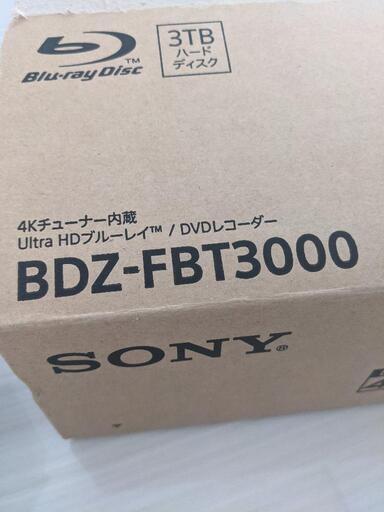 Blu-ray Disc™
3TB
ハード
ディスク
4Kチューナー内蔵
Ultra HDブルーレイ™ / DVDレコーダー
BDZ-FBT3000
SONY®